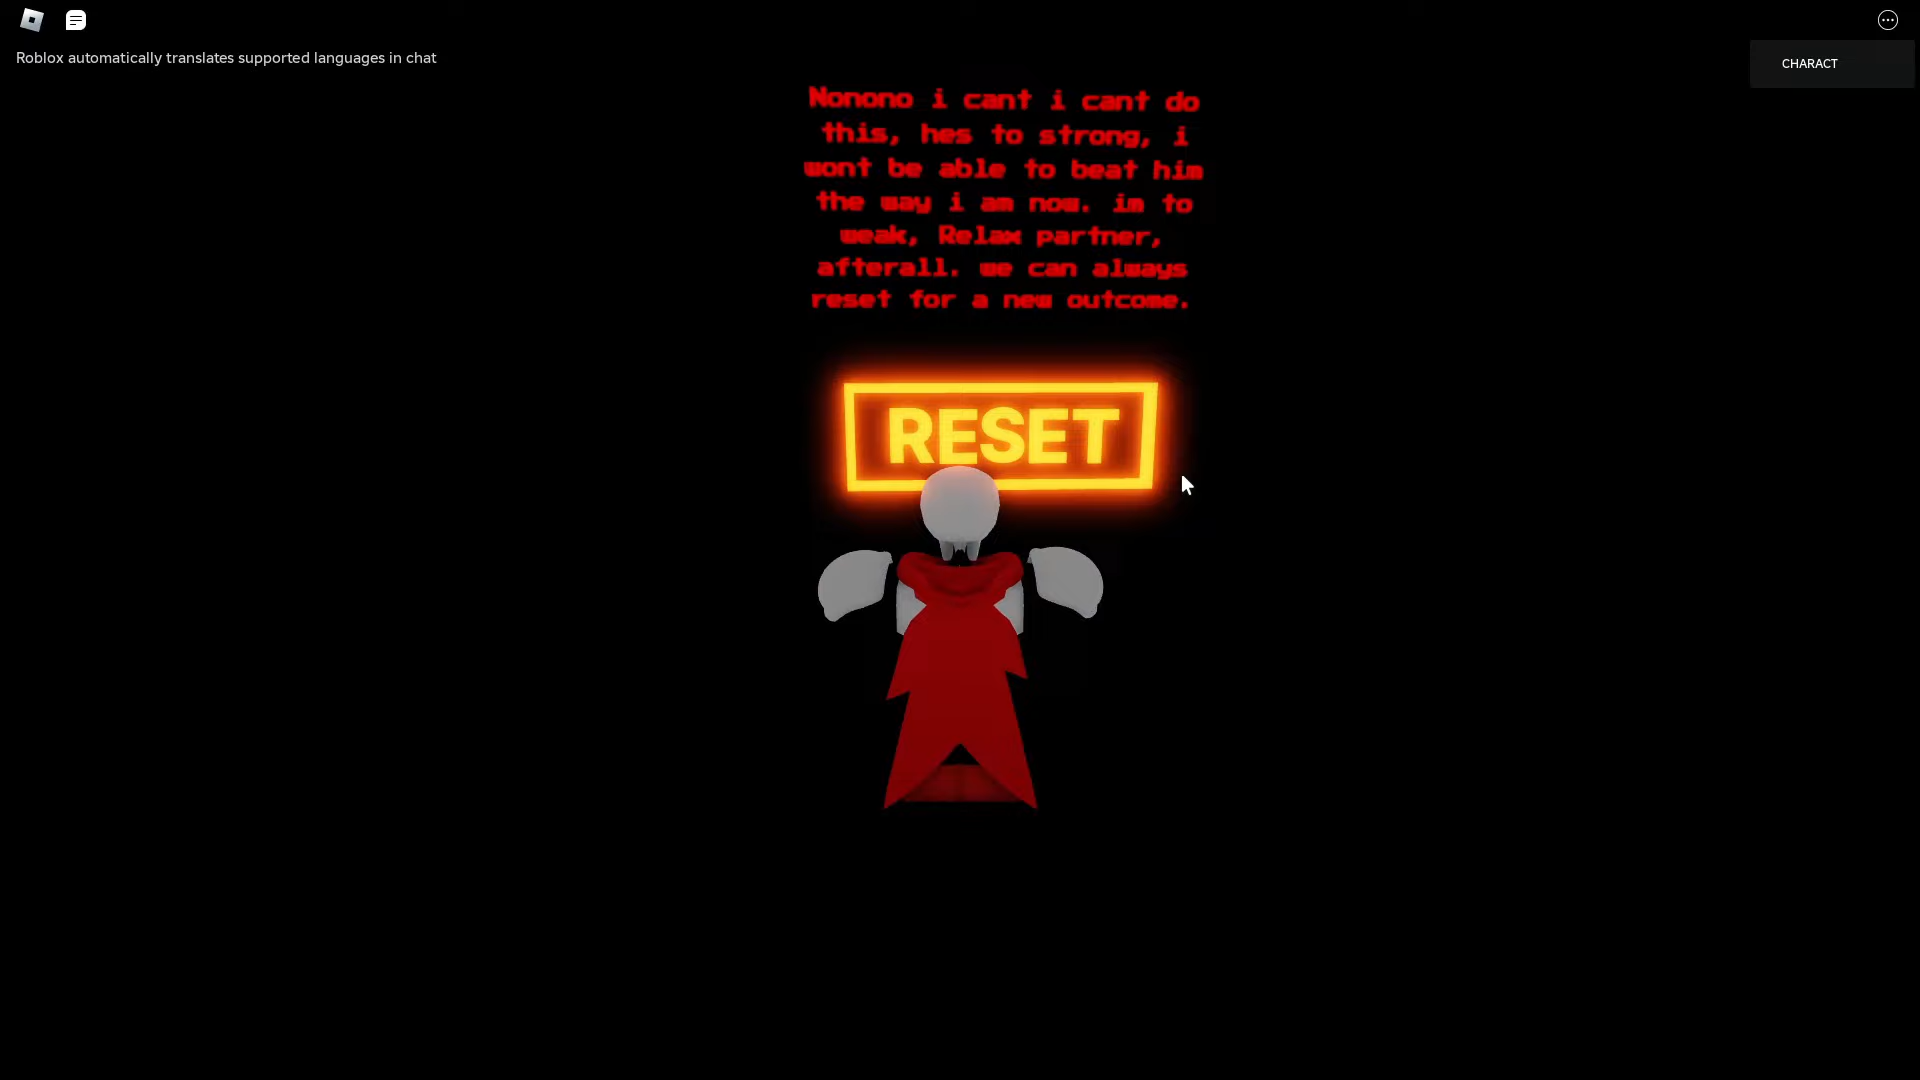 Roblox automatically translates supported languages in chat
CHARACT
Nonono i cant i cant do
this, hes to strong, i
wont be able to beat him
the way i am now. im to
weak, Relax partner,
afterall. we can always
reset for a new outcome.
RESET